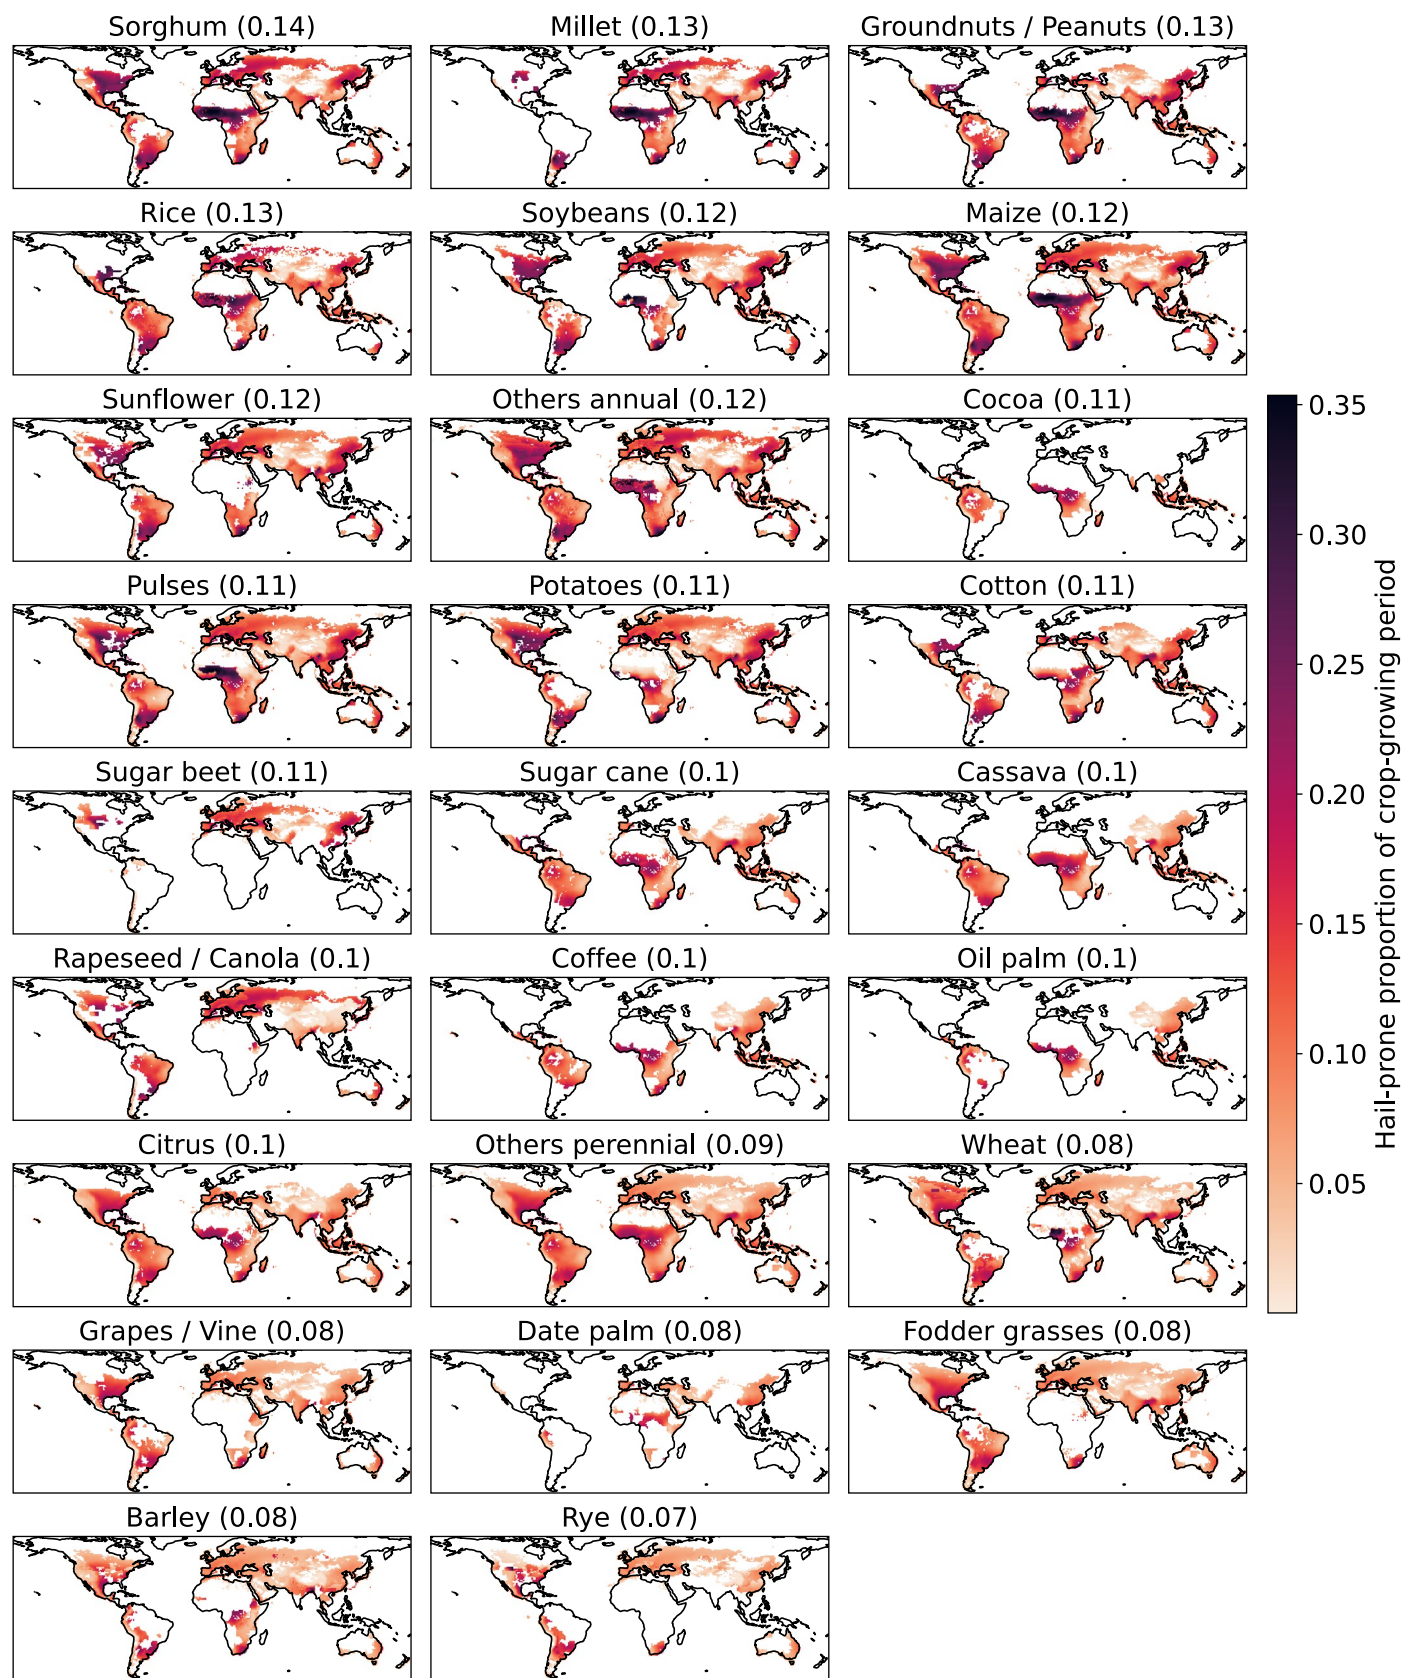 Sorghum (0.14)
Millet (0.13)
Groundnuts / Peanuts (0.13)
Rice (0.13)
Soybeans (0.12)
Maize (0.12)
Sunflower (0.12)
Others annual (0.12)
Cocoa (0.11)
Pulses (0.11)
Potatoes (0.11)
Cotton (0.11)
Sugar beet (0.11)
Sugar cane (0.1)
Cassava (0.1)
Rapeseed / Canola (0.1)
Coffee (0.1)
Oil palm (0.1)
Citrus (0.1)
Others perennial (0.09)
Wheat (0.08)
Grapes / Vine (0.08)
Date palm (0.08)
Fodder grasses (0.08)
Barley (0.08)
Rye (0.07)
0.35
0.30
0.25
0.20
0.15
0.10
0.05
Hail-prone proportion of crop-growing period